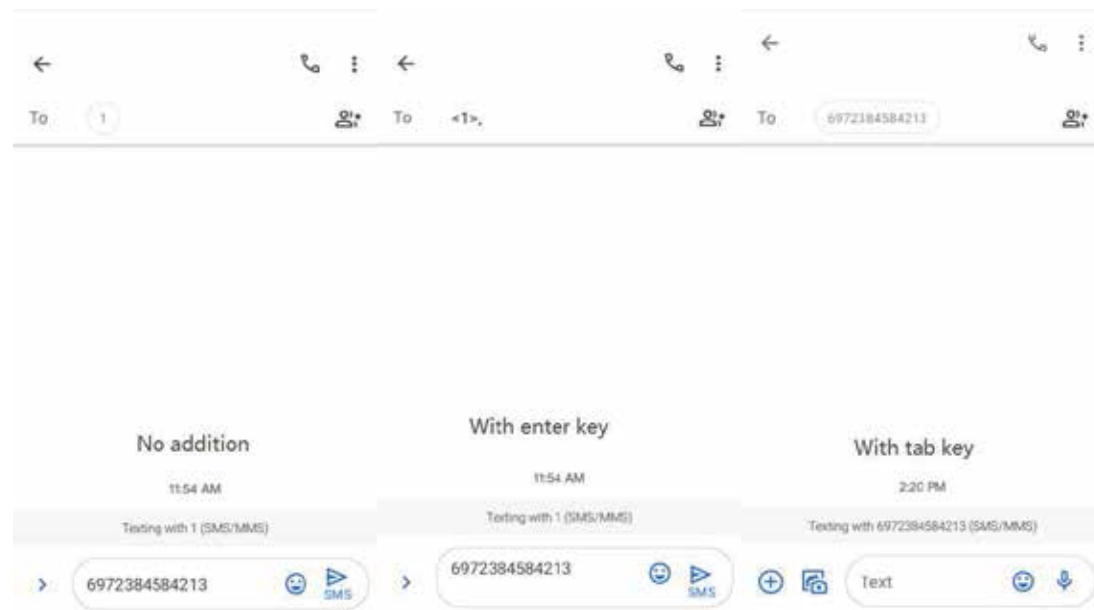 To 1
No addition
11:54 AM
Texting with 1 (SMS/MMS)
6972384584213
SMS
To <1>,
With enter key
11:54 AM
Texting with 1 (SMS/MMS)
6972384584213
SMS
To 6972384584213
With tab key
2:20 PM
Texting with 6972384584213 (SMS/MMS)
Text